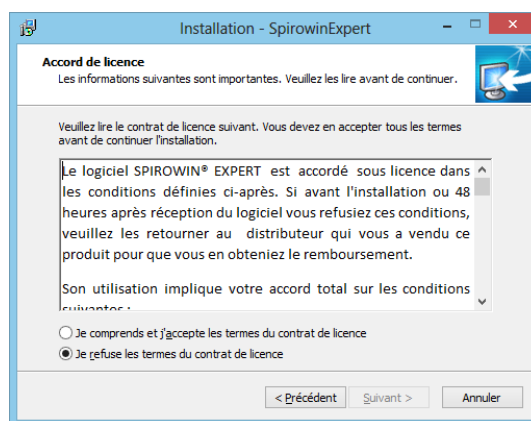 Installation - SpirowinExpert
Accord de licence
Les informations suivantes sont importantes. Veuillez les lire avant de continuer.
Veuillez lire le contrat de licence suivant. Vous devez en accepter tous les termes
avant de continuer l'installation.
Le logiciel SPIROWIN® EXPERT est accordé sous licence dans
les conditions définies ci-après. Si avant l'installation ou 48
heures après réception du logiciel vous refusiez ces conditions,
veuillez les retourner au distributeur qui vous a vendu ce
produit pour que vous en obteniez le remboursement.
Son utilisation implique votre accord total sur les conditions
suivantes :
Je comprends et j'accepte les termes du contrat de licence
Je refuse les termes du contrat de licence
< Précédent
Suivant >
Annuler